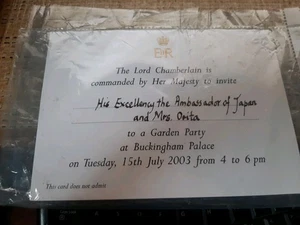 E R
The Lord Chamberlain is
commanded by Her Majesty to invite
His Excellency the Ambassador of Japan
and Mrs. Orita
to a Garden Party
at Buckingham Palace
on Tuesday, 15th July 2003 from 4 to 6 pm
This card does not admit